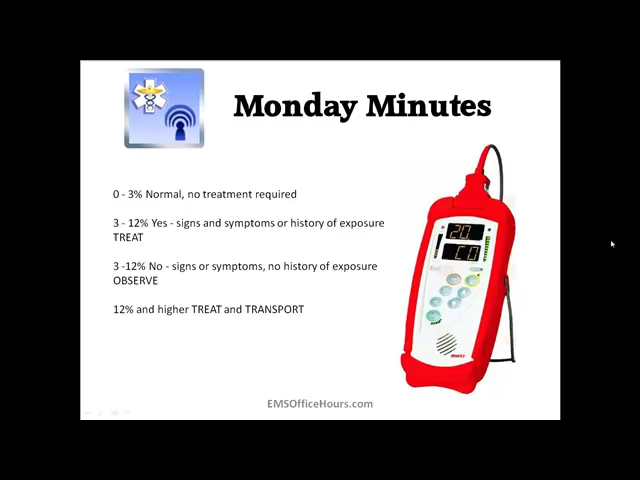 Monday Minutes
0 - 3% Normal, no treatment required
3 - 12% Yes - signs and symptoms or history of exposure
TREAT
3 -12% No - signs or symptoms, no history of exposure
OBSERVE
12% and higher TREAT and TRANSPORT
20
CO
EMSOfficeHours.com